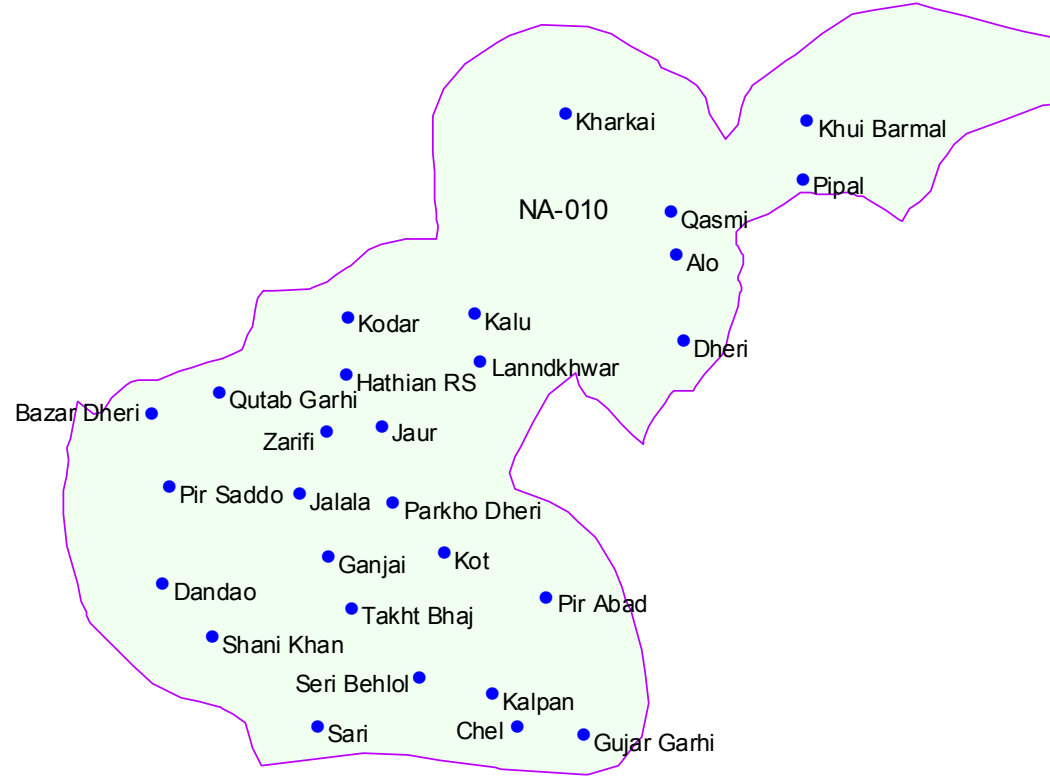 Kharkai
Khui Barmal
Pipal
NA-010
Qasmi
Alo
Kodar
Kalu
Dheri
Lanndkhwar
Hathian RS
Qutab Garhi
Bazar Dheri
Jaur
Zarifi
Pir Saddo
Jalala
Parkho Dheri
Kot
Ganjai
Dandao
Pir Abad
Takht Bhaj
Shani Khan
Seri Behlol
Kalpan
Chel
Sari
Gujar Garhi